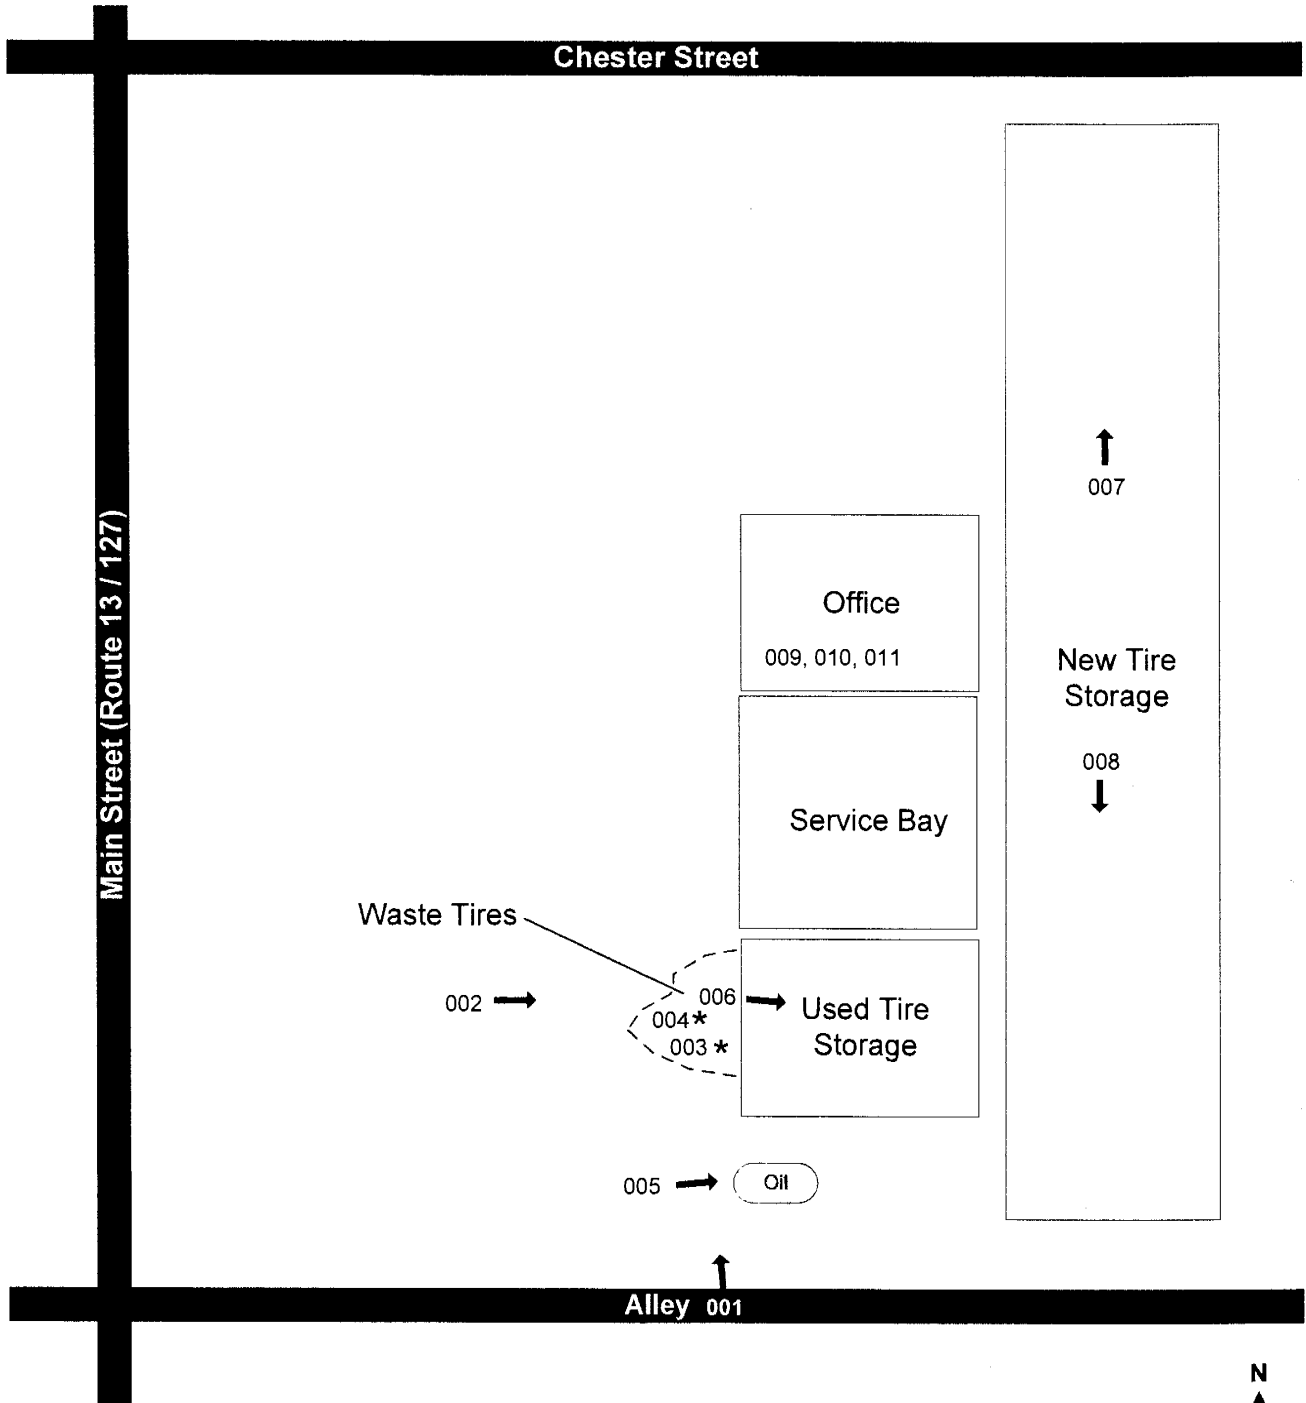 Chester Street
Main Street (Route 13 / 127)
007
Office
009, 010, 011
New Tire
Storage
008
Service Bay
Waste Tires
002
006
004*
003*
Used Tire
Storage
005
Oil
Alley 001
N